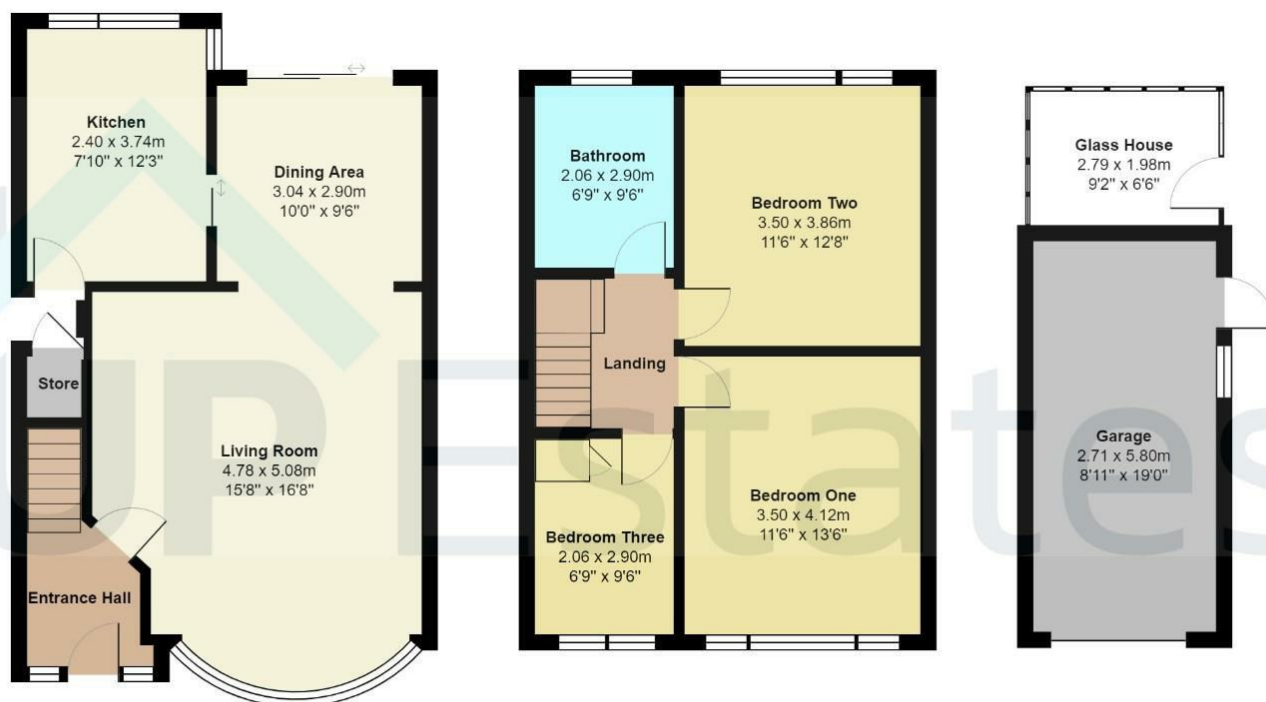 Kitchen
2.40 x 3.74m
7'10" x 12'3"
Dining Area
3.04 x 2.90m
10'0" x 9'6"
Store
Living Room
4.78 x 5.08m
15'8" x 16'8"
Entrance Hall
Bathroom
2.06 x 2.90m
6'9" x 9'6"
Bedroom Two
3.50 x 3.86m
11'6" x 12'8"
Landing
Bedroom Three
2.06 x 2.90m
6'9" x 9'6"
Bedroom One
3.50 x 4.12m
11'6" x 13'6"
Glass House
2.79 x 1.98m
9'2" x 6'6"
Garage
2.71 x 5.80m
8'11" x 19'0"
UP Estates